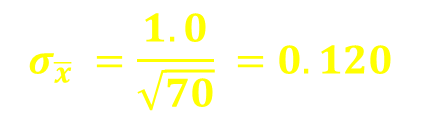 σ_x̄ = 1.0 / √70 = 0.120